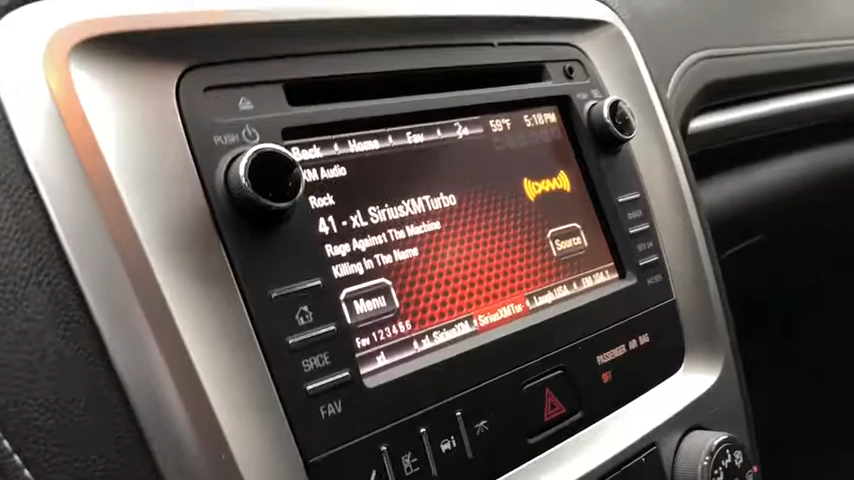 PUSH
Back Home Fav 59°F 5:18 PM
XM Audio
Rock
41 - xL SiriusXMTurbo
Rage Against The Machine
Killing In The Name
((XM))
Source
Menu
Fav 1 2 3 4 5 6
xL xL SiriusXM SiriusXMTur- Laugh USA FM 104.1
SRCE
FAV
PASSENGER AIR BAG
OFF